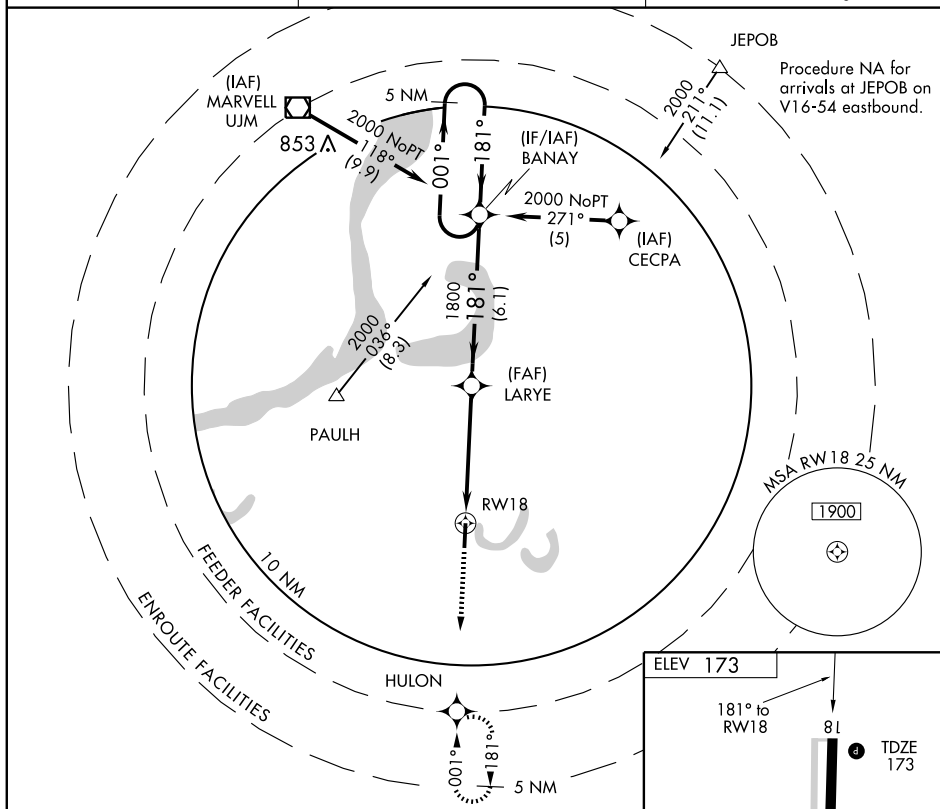 JEPOB
Procedure NA for
arrivals at JEPOB on
V16-54 eastbound.
2000
211°
(11.1)
(IAF)
MARVELL
UJM
853
5 NM
2000 NoPT
118°
(9.9)
001°
181°
(IF/IAF)
BANAY
2000 NoPT
271°
(5)
(IAF)
CECPA
1800
181°
(6.1)
2000
036°
(8.3)
PAULH
(FAF)
LARYE
RW18
MSA RW18 25 NM
1900
10 NM
FEEDER FACILITIES
ENROUTE FACILITIES
HULON
001°
181°
5 NM
ELEV 173
181° to
RW18
18
P
TDZE
173